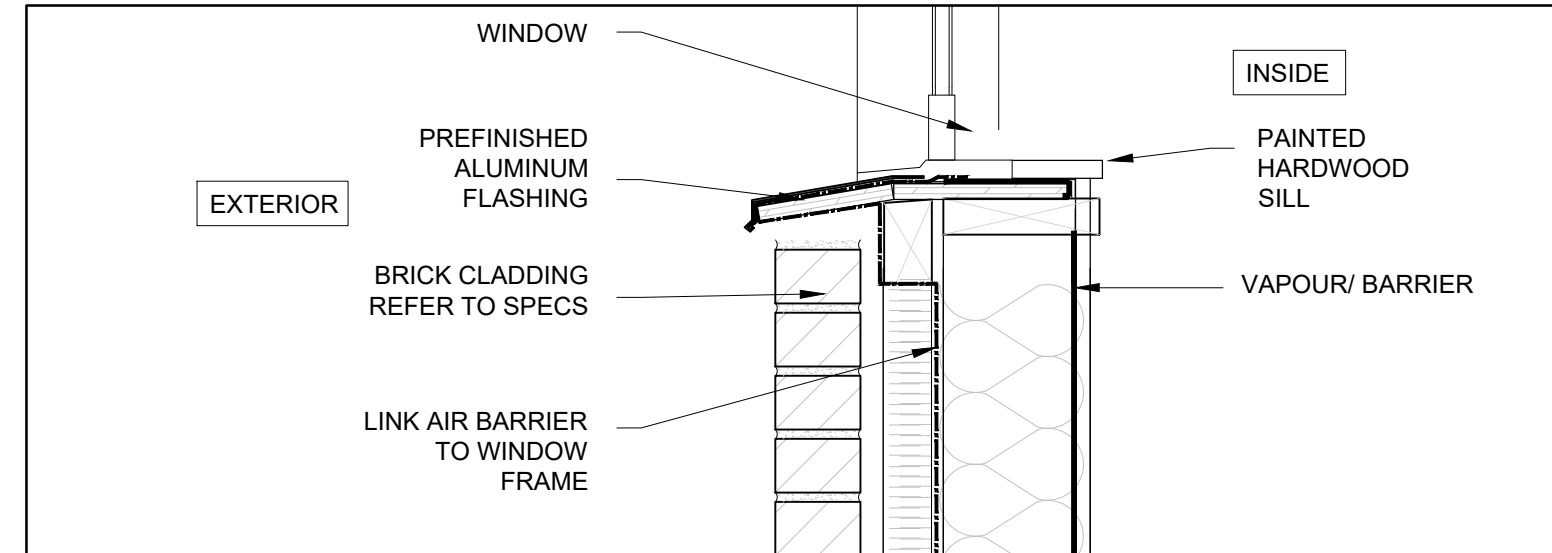 WINDOW
INSIDE
PREFINISHED
ALUMINUM
FLASHING
PAINTED
HARDWOOD
SILL
EXTERIOR
BRICK CLADDING
REFER TO SPECS
VAPOUR/ BARRIER
LINK AIR BARRIER
TO WINDOW
FRAME